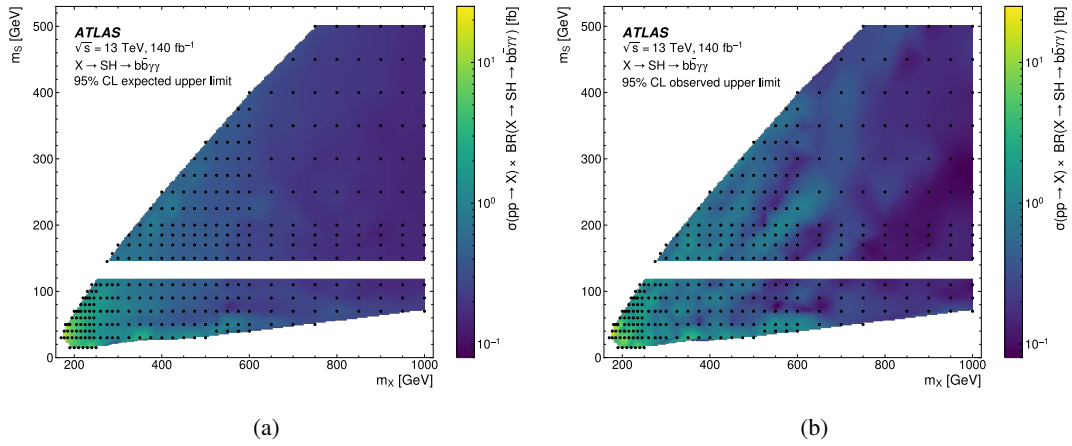 m_S [GeV]
500
400
300
200
100
0
ATLAS
√s = 13 TeV, 140 fb⁻¹
X → SH → bb̄γγ
95% CL expected upper limit
200
400
600
800
1000
m_X [GeV]
10¹
10⁰
10⁻¹
σ(pp → X) × BR(X → SH → bb̄γγ) [fb]
(a)
m_S [GeV]
500
400
300
200
100
0
ATLAS
√s = 13 TeV, 140 fb⁻¹
X → SH → bb̄γγ
95% CL observed upper limit
200
400
600
800
1000
m_X [GeV]
10¹
10⁰
10⁻¹
σ(pp → X) × BR(X → SH → bb̄γγ) [fb]
(b)